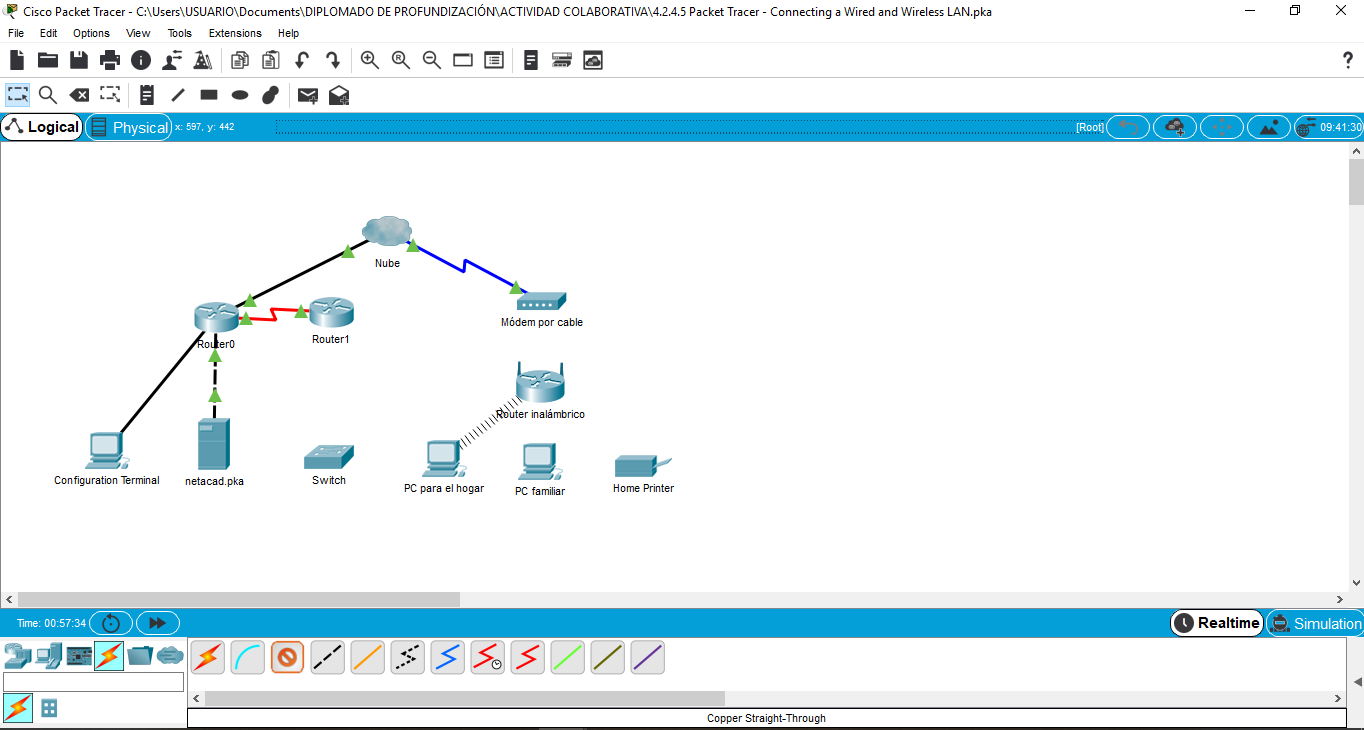 Cisco Packet Tracer - C:\Users\USUARIO\Documents\DIPLOMADO DE PROFUNDIZACIÓN\ACTIVIDAD COLABORATIVA\4.2.4.5 Packet Tracer - Connecting a Wired and Wireless LAN.pka
File Edit Options View Tools Extensions Help
Logical Physical x: 597, y: 442 [Root] 09:41:30
Nube
Módem por cable
Router0
Router1
Router inalámbrico
Configuration Terminal
netacad.pka
Switch
PC para el hogar
PC familiar
Home Printer
Time: 00:57:34 Realtime Simulation
Copper Straight-Through